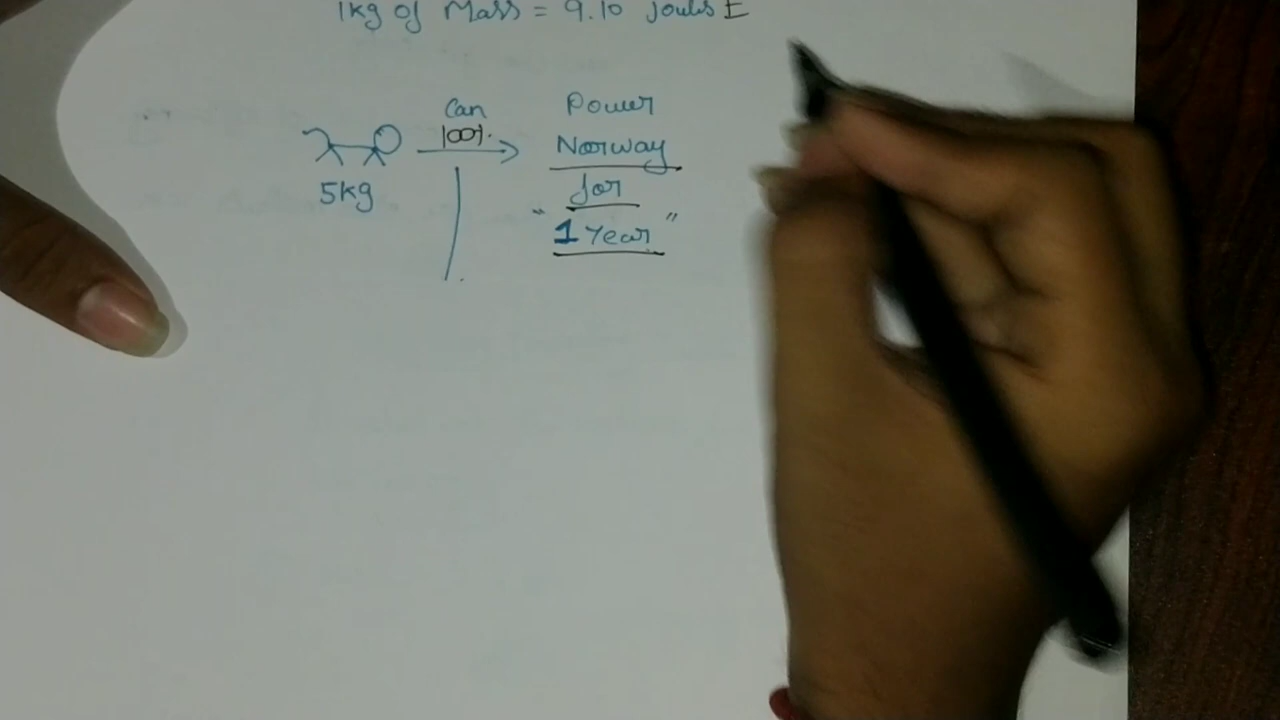 1kg of Mass = 9.10 Joules E
Can
100%.
Power
Norway
for
" 1 Year "
5kg